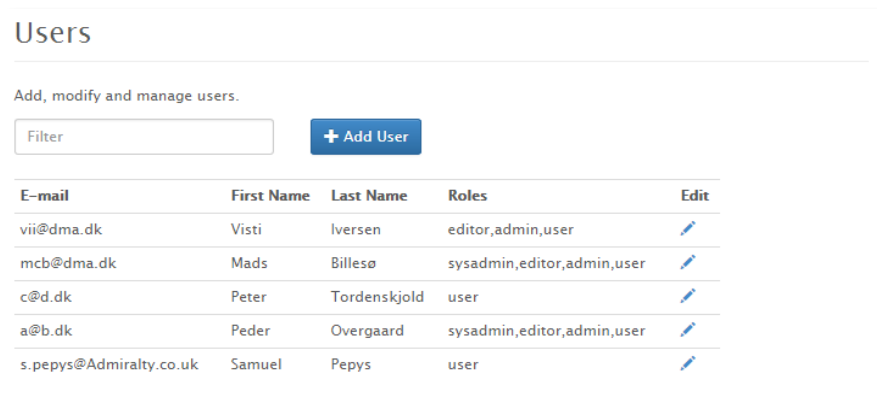 Users
Add, modify and manage users.
Filter + Add User
E-mail First Name Last Name Roles Edit
vii@dma.dk Visti Iversen editor,admin,user
mcb@dma.dk Mads Billesø sysadmin,editor,admin,user
c@d.dk Peter Tordenskjold user
a@b.dk Peder Overgaard sysadmin,editor,admin,user
s.pepys@Admiralty.co.uk Samuel Pepys user